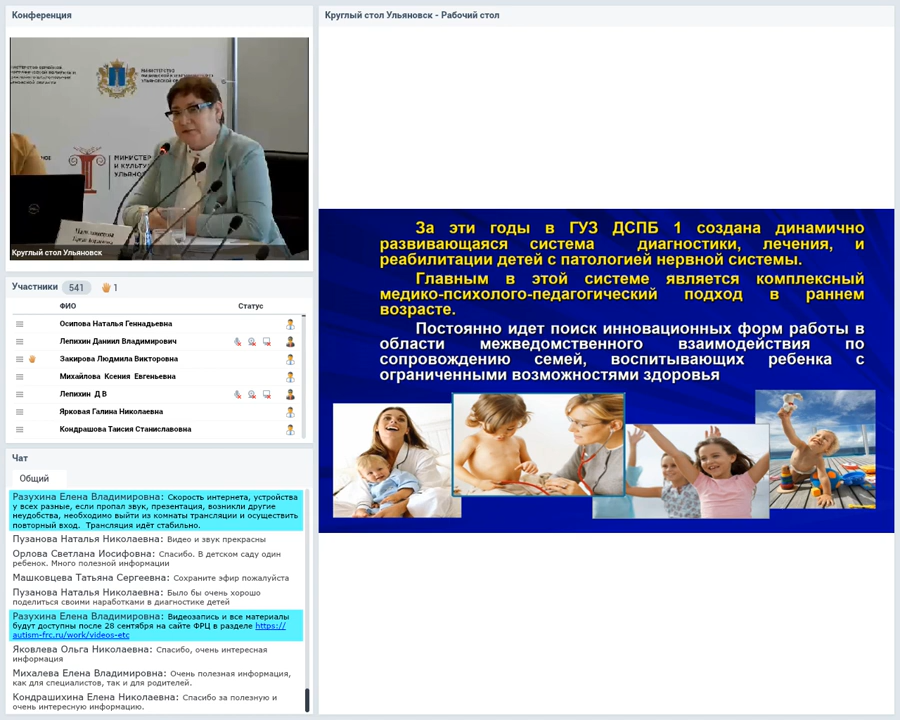 Конференция
МИНИСТЕРСТВО
МИНИСТЕР
И КУЛЬТУ
УЛЬЯНО
Круглый стол Ульяновск
Участники 541 1
ФИО Статус
Осипова Наталья Геннадьевна
Лепихин Даниил Владимирович
Закирова Людмила Викторовна
Михайлова Ксения Евгеньевна
Лепихин Д В
Ярковая Галина Николаевна
Кондрашова Таисия Станиславовна
Чат
Общий
Разухина Елена Владимировна: Скорость интернета, устройства
у всех разные, если пропал звук, презентация, возникли другие
неудобства, необходимо выйти из комнаты трансляции и осуществить
повторный вход. Трансляция идёт стабильно.
Пузанова Наталья Николаевна: Видео и звук прекрасны
Орлова Светлана Иосифовна: Спасибо. В детском саду один
ребенок. Много полезной информации
Машковцева Татьяна Сергеевна: Сохраните эфир пожалуйста
Пузанова Наталья Николаевна: Было бы очень хорошо
поделиться своими наработками в диагностике детей
Разухина Елена Владимировна: Видеозапись и все материалы
будут доступны после 28 сентября на сайте ФРЦ в разделе https://
autism-frc.ru/work/videos-etc
Яковлева Ольга Николаевна: Спасибо, очень интересная
информация
Михалева Елена Владимировна: Очень полезная информация,
как для специалистов, так и для родителей.
Кондрашихина Елена Николаевна: Спасибо за полезную и
очень интересную информацию.
Круглый стол Ульяновск - Рабочий стол
За эти годы в ГУЗ ДСПБ 1 создана динамично
развивающаяся система диагностики, лечения, и
реабилитации детей с патологией нервной системы.
Главным в этой системе является комплексный
медико-психолого-педагогический подход в раннем
возрасте.
Постоянно идет поиск инновационных форм работы в
области межведомственного взаимодействия по
сопровождению семей, воспитывающих ребенка с
ограниченными возможностями здоровья